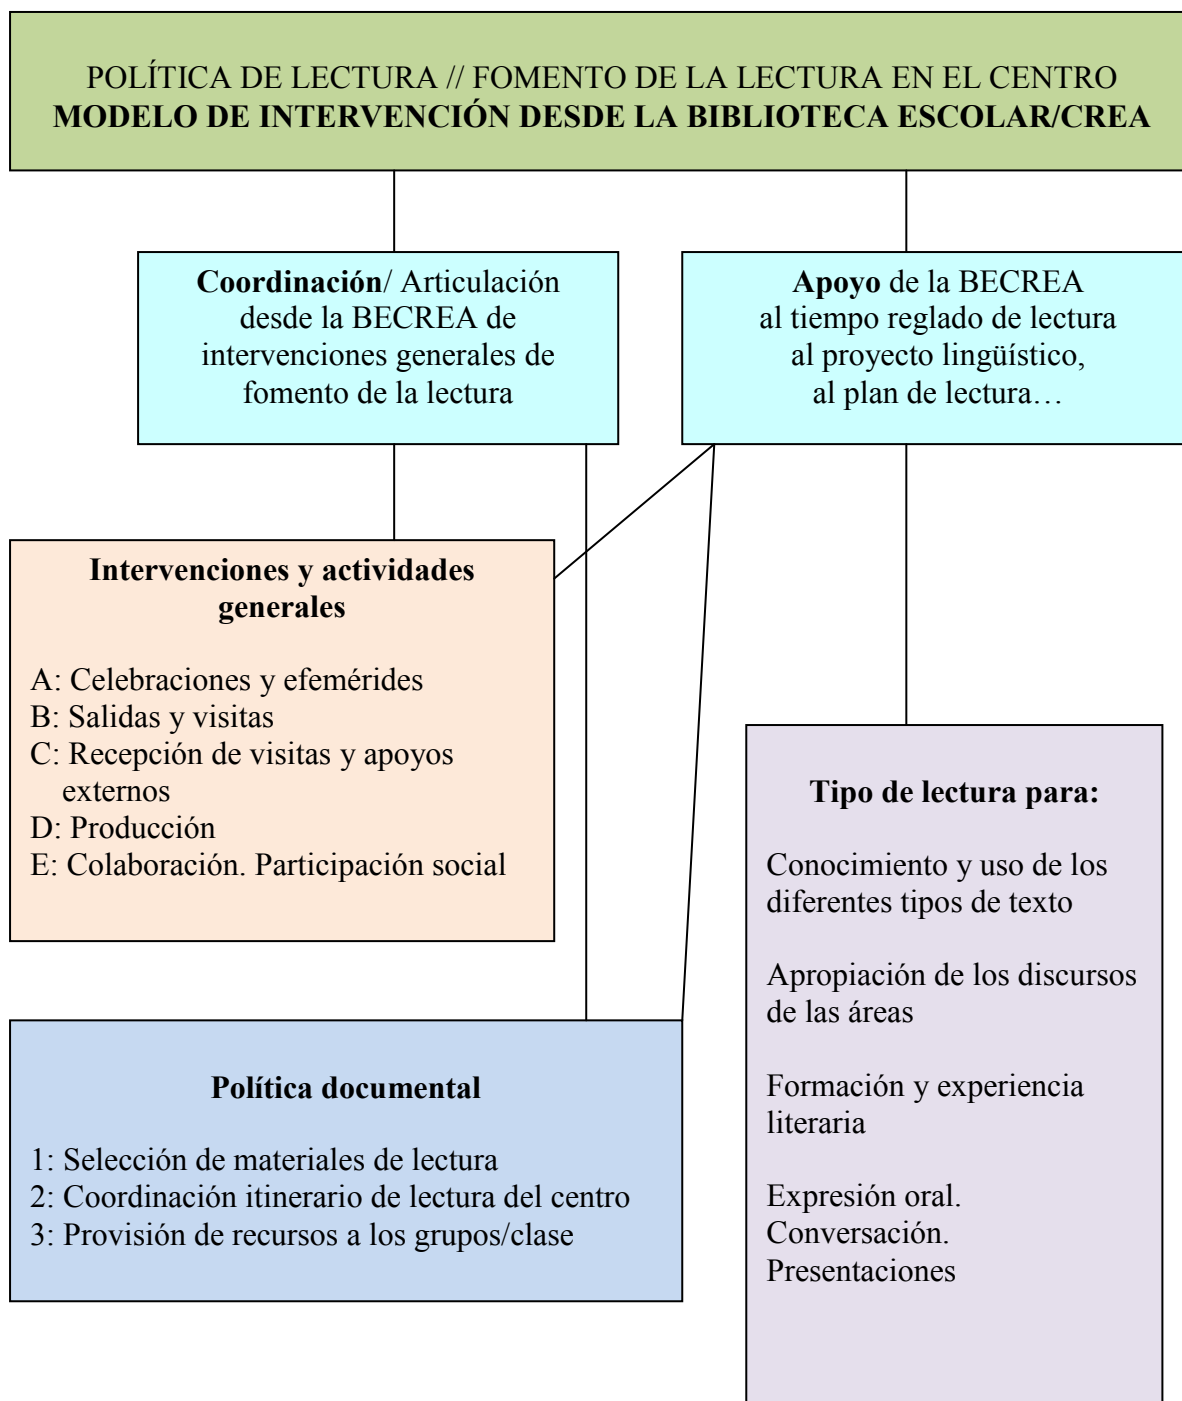 POLÍTICA DE LECTURA // FOMENTO DE LA LECTURA EN EL CENTRO
MODELO DE INTERVENCIÓN DESDE LA BIBLIOTECA ESCOLAR/CREA
Coordinación/ Articulación
desde la BECREA de
intervenciones generales de
fomento de la lectura
Apoyo de la BECREA
al tiempo reglado de lectura
al proyecto lingüístico,
al plan de lectura…
Intervenciones y actividades
generales
A: Celebraciones y efemérides
B: Salidas y visitas
C: Recepción de visitas y apoyos
externos
D: Producción
E: Colaboración. Participación social
Tipo de lectura para:
Conocimiento y uso de los
diferentes tipos de texto
Apropiación de los discursos
de las áreas
Formación y experiencia
literaria
Expresión oral.
Conversación.
Presentaciones
Política documental
1: Selección de materiales de lectura
2: Coordinación itinerario de lectura del centro
3: Provisión de recursos a los grupos/clase